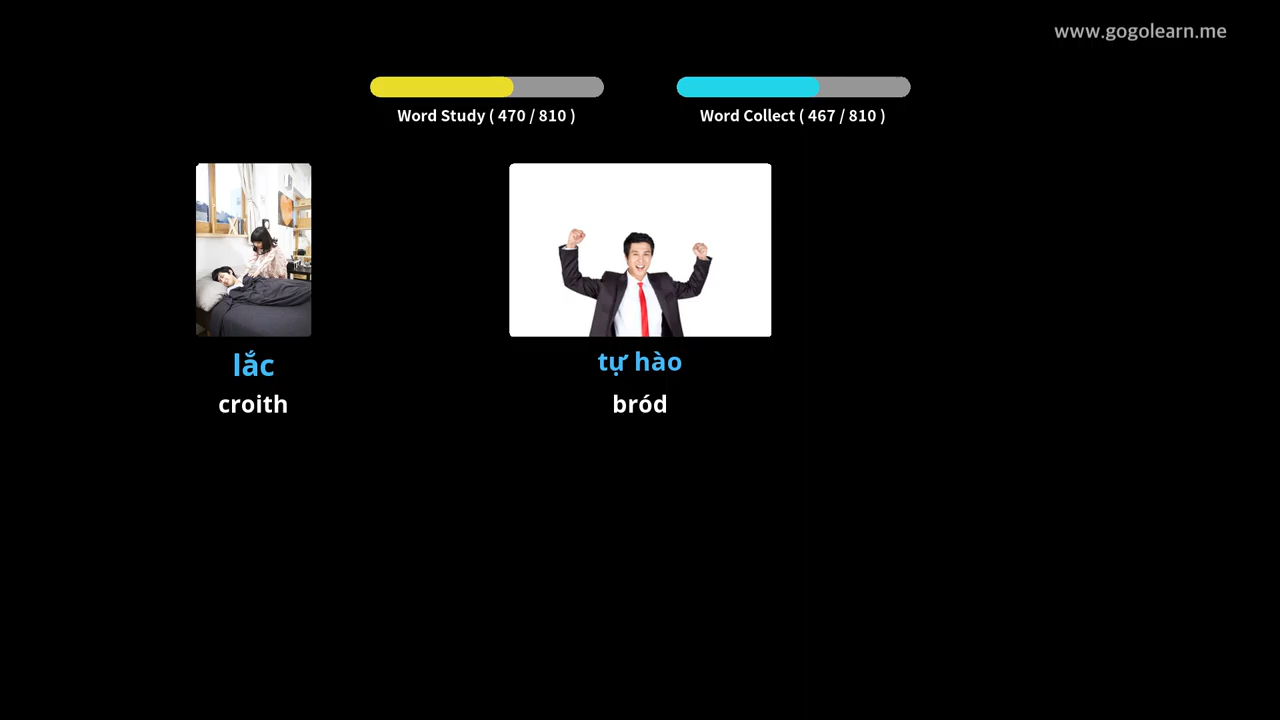 www.gogolearn.me
Word Study ( 470 / 810 )
Word Collect ( 467 / 810 )
lắc
croith
tự hào
bród